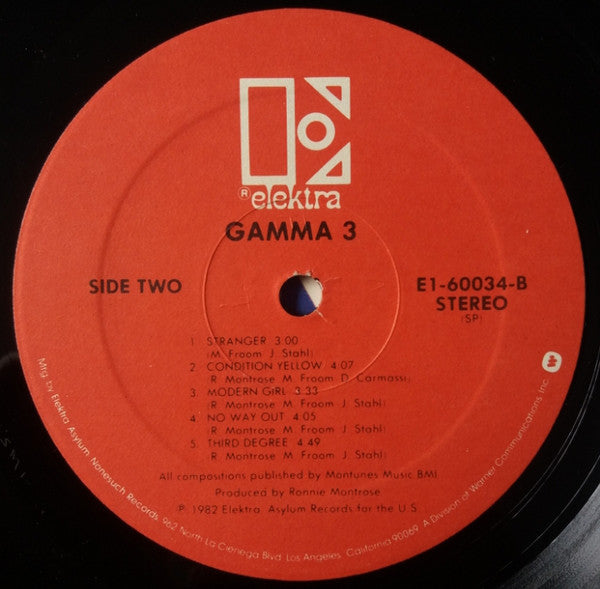 ® elektra
GAMMA 3
SIDE TWO
E1-60034-B
STEREO
(SP)
1 STRANGER 3:00
(M. Froom J. Stahl)
2 CONDITION YELLOW 4:07
(R. Montrose M. Froom D. Carmassi)
3 MODERN GIRL 3:33
(R. Montrose M. Froom J. Stahl)
4 NO WAY OUT 4:05
(R. Montrose M. Froom J. Stahl)
5 THIRD DEGREE 4:49
(R. Montrose M. Froom J. Stahl)
All compositions published by Montunes Music BMI
Produced by Ronnie Montrose
℗ 1982 Elektra, Asylum Records for the U.S.
Mfg by Elektra Asylum Nonesuch Records, 962 North La Cienega Blvd. Los Angeles, California 90069. A Division of Warner Communications Inc.